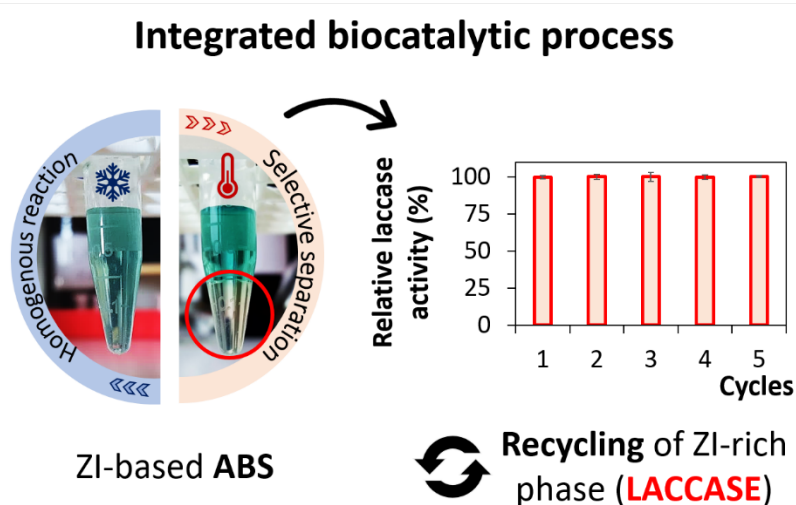 Integrated biocatalytic process
Homogenous reaction
Selective separation
ZI-based ABS
Relative laccase
activity (%)
100
75
50
25
0
1 2 3 4 5
Cycles
Recycling of ZI-rich
phase (LACCASE)